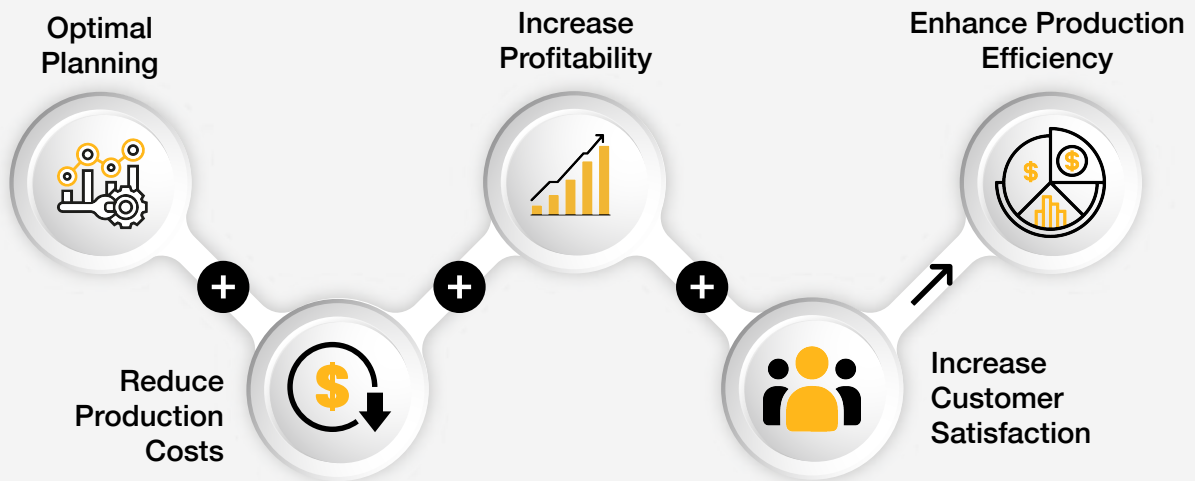 Optimal
Planning
Increase
Profitability
Enhance Production
Efficiency
$
$
+
+
+
$
Reduce
Production
Costs
Increase
Customer
Satisfaction